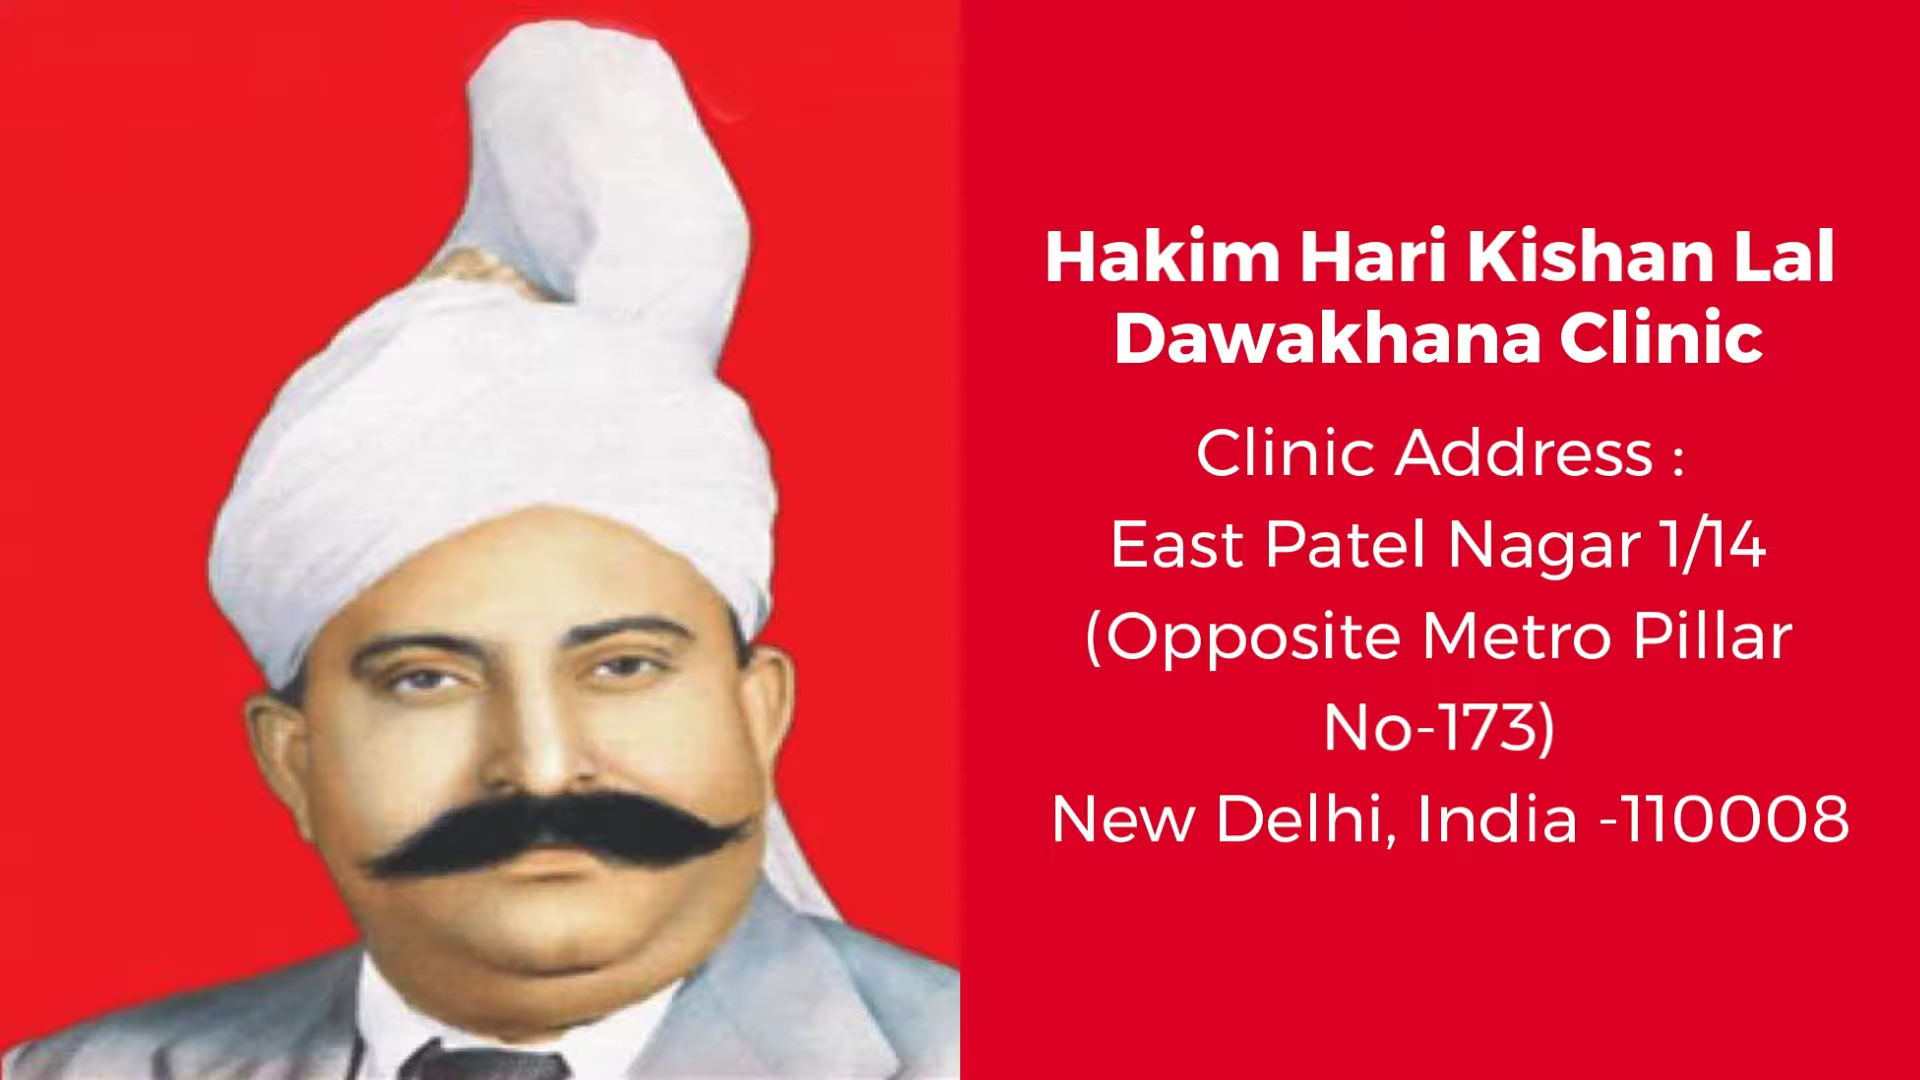 Hakim Hari Kishan Lal
Dawakhana Clinic
Clinic Address :
East Patel Nagar 1/14
(Opposite Metro Pillar
No-173)
New Delhi, India -110008